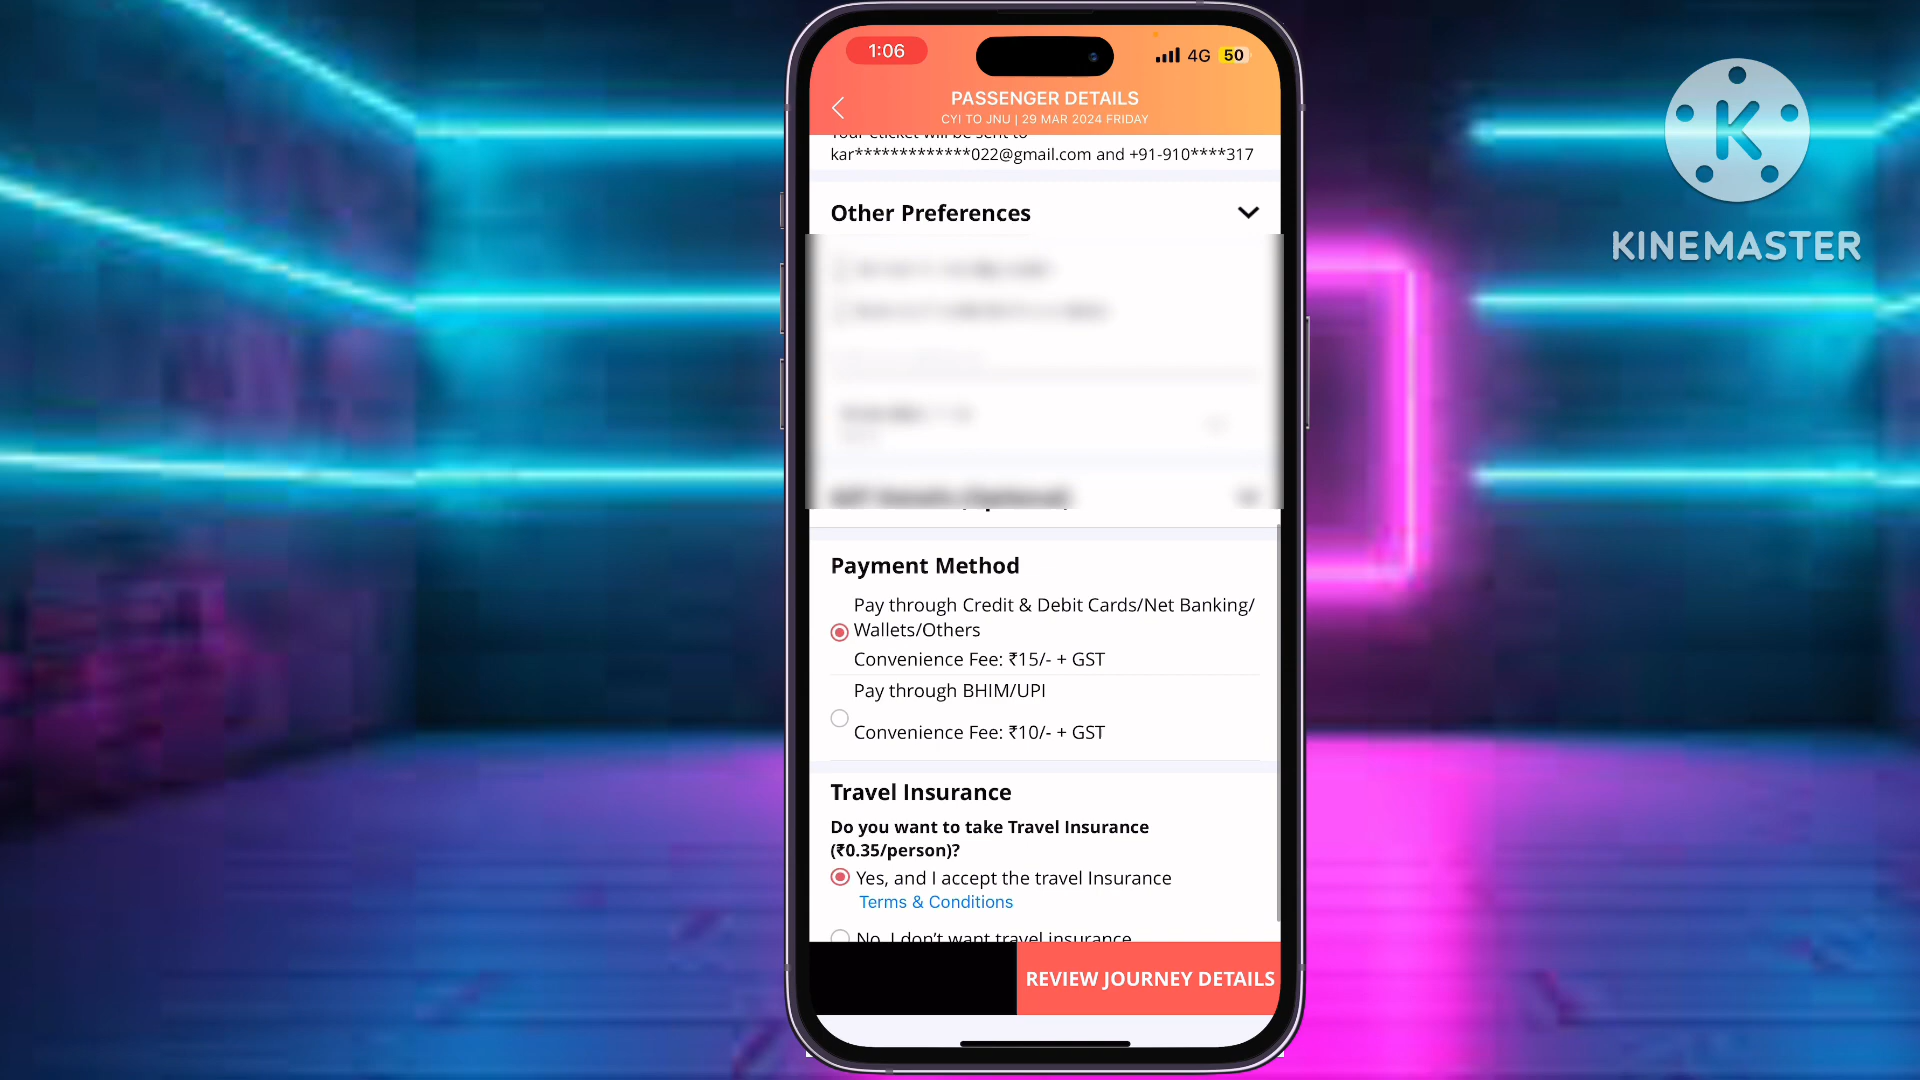 1:06
4G 50
PASSENGER DETAILS
CYI TO JNU | 29 MAR 2024 FRIDAY
Your eticket will be sent to
kar*************022@gmail.com and +91-910****317
Other Preferences
Payment Method
Pay through Credit & Debit Cards/Net Banking/
Wallets/Others
Convenience Fee: ₹15/- + GST
Pay through BHIM/UPI
Convenience Fee: ₹10/- + GST
Travel Insurance
Do you want to take Travel Insurance
(₹0.35/person)?
Yes, and I accept the travel Insurance
Terms & Conditions
No, I don't want travel insurance
REVIEW JOURNEY DETAILS
K
KINEMASTER